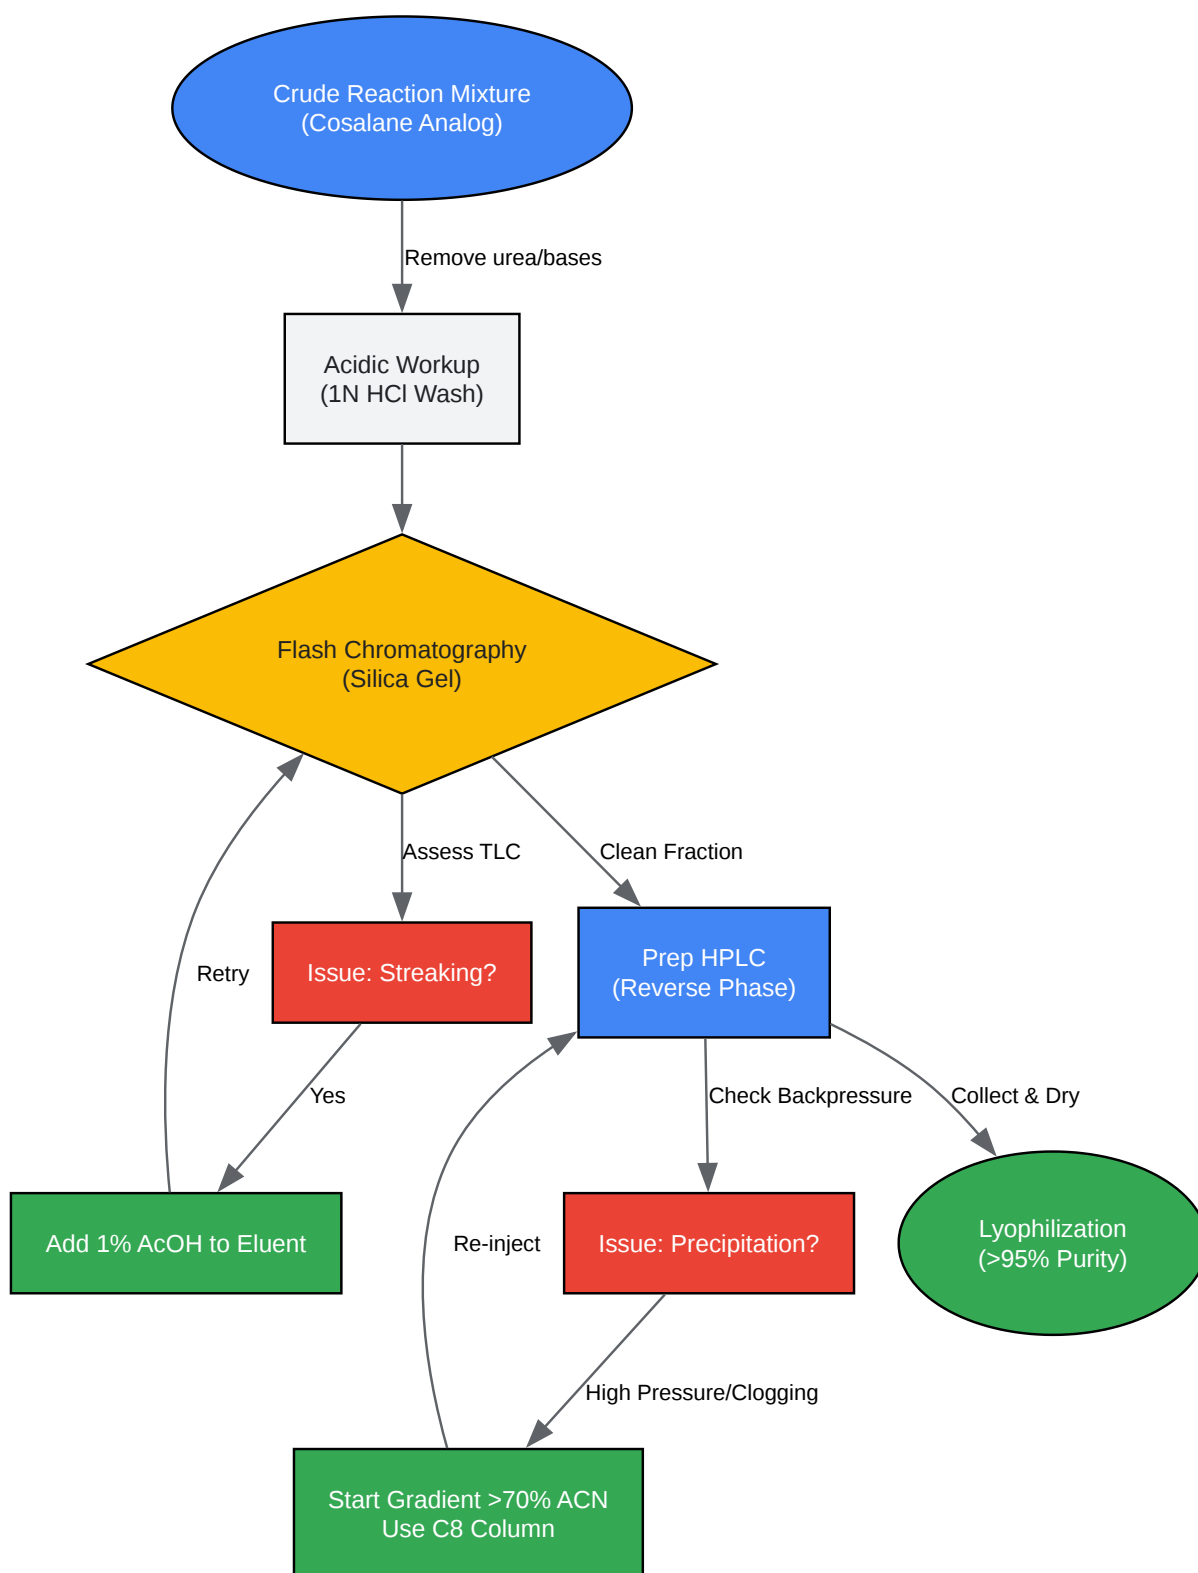 Crude Reaction Mixture
(Cosalane Analog)
Remove urea/bases
Acidic Workup
(1N HCl Wash)
Flash Chromatography
(Silica Gel)
Assess TLC
Clean Fraction
Retry
Issue: Streaking?
Prep HPLC
(Reverse Phase)
Yes
Check Backpressure
Collect & Dry
Add 1% AcOH to Eluent
Re-inject
Issue: Precipitation?
Lyophilization
(>95% Purity)
High Pressure/Clogging
Start Gradient >70% ACN
Use C8 Column